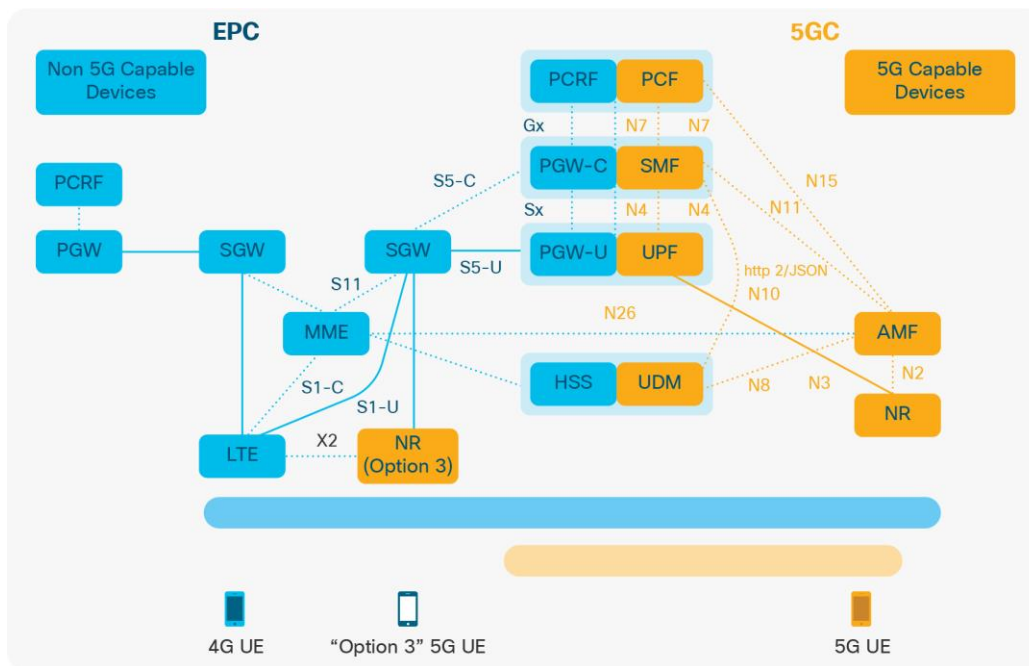 EPC
5GC
Non 5G Capable
Devices
PCRF
PCF
5G Capable
Devices
Gx
N7
N7
PCRF
S5-C
PGW-C
SMF
N15
N11
Sx
N4
N4
PGW
SGW
SGW
S5-U
PGW-U
UPF
http 2/JSON
S11
N10
MME
N26
AMF
S1-C
HSS
UDM
N8
N3
N2
S1-U
NR
X2
LTE
NR
(Option 3)
4G UE
“Option 3” 5G UE
5G UE